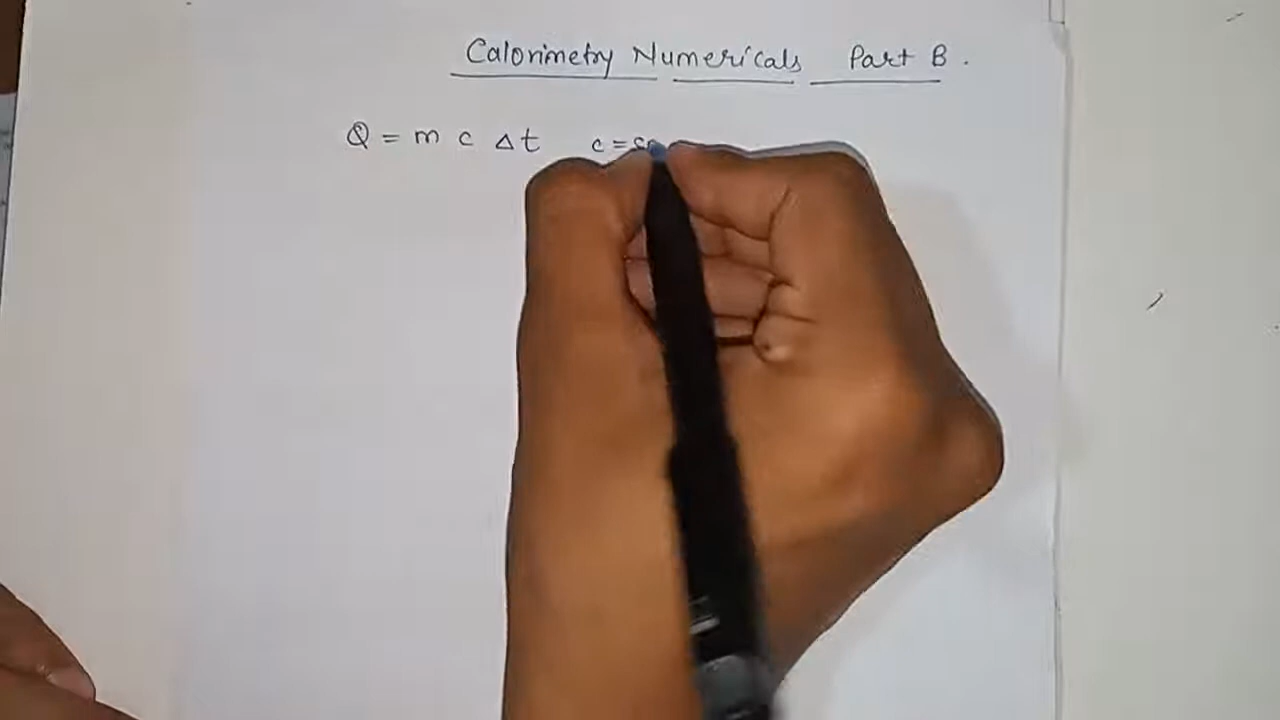 Calorimetry Numericals Part B.
Q = m c Δt c =